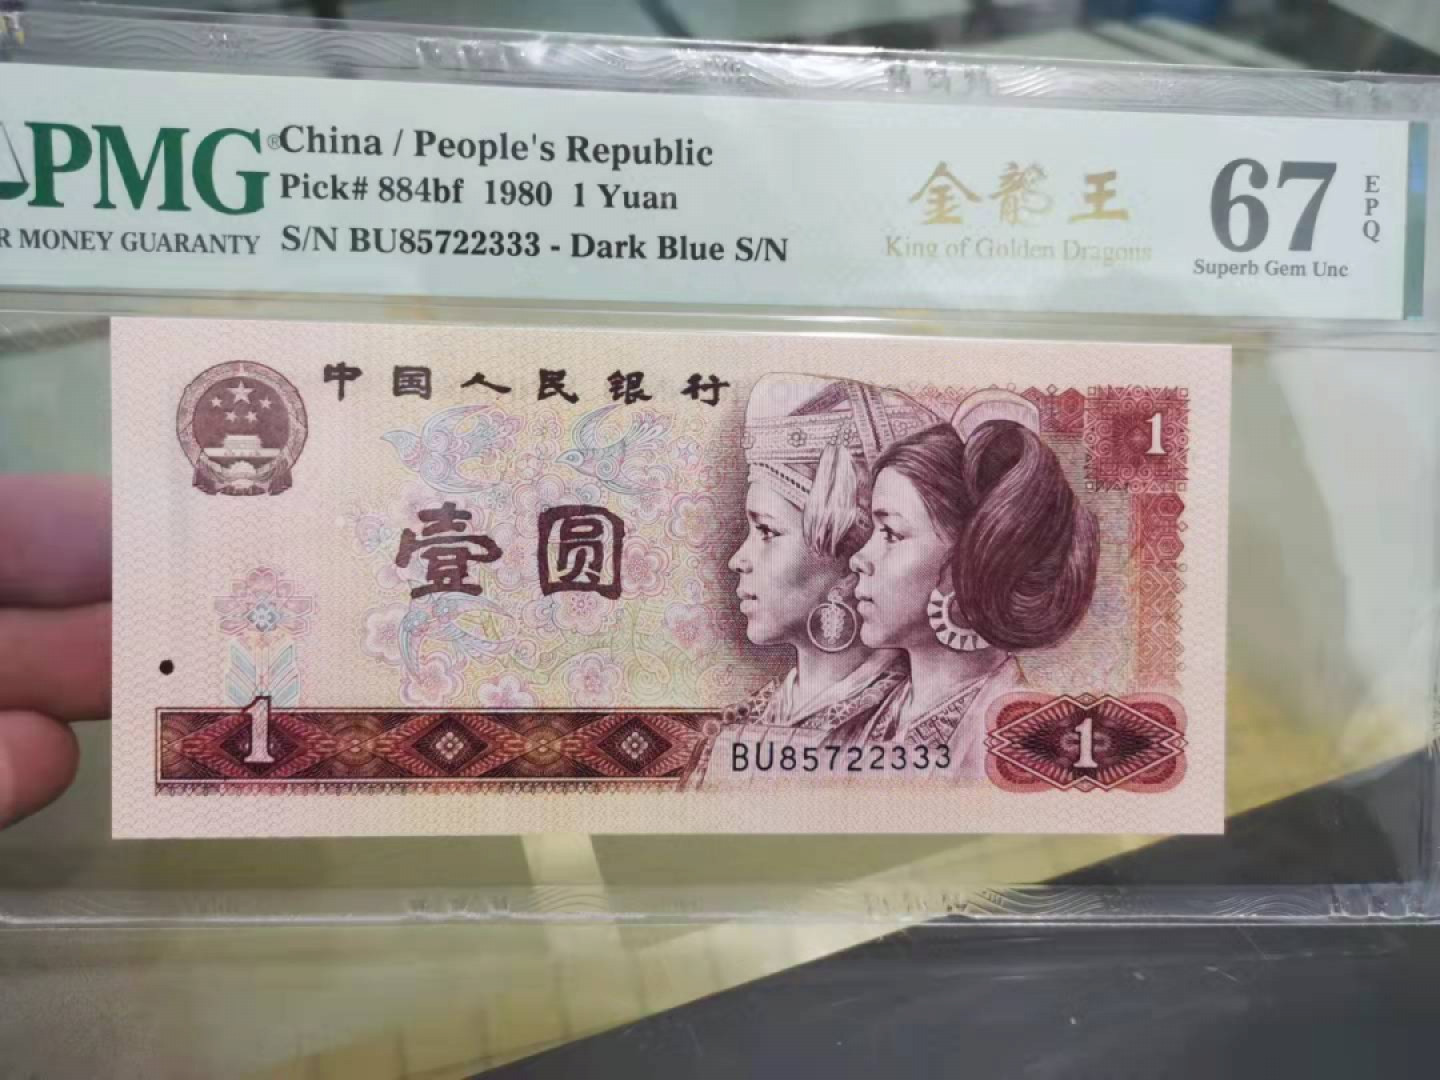 PMG®
China / People's Republic
Pick# 884bf 1980 1 Yuan
S/N BU85722333 - Dark Blue S/N
MONEY GUARANTY
金龍王
King of Golden Dragons
67
EPQ
Superb Gem Unc
中国人民银行
1
壹圆
1
BU85722333
1